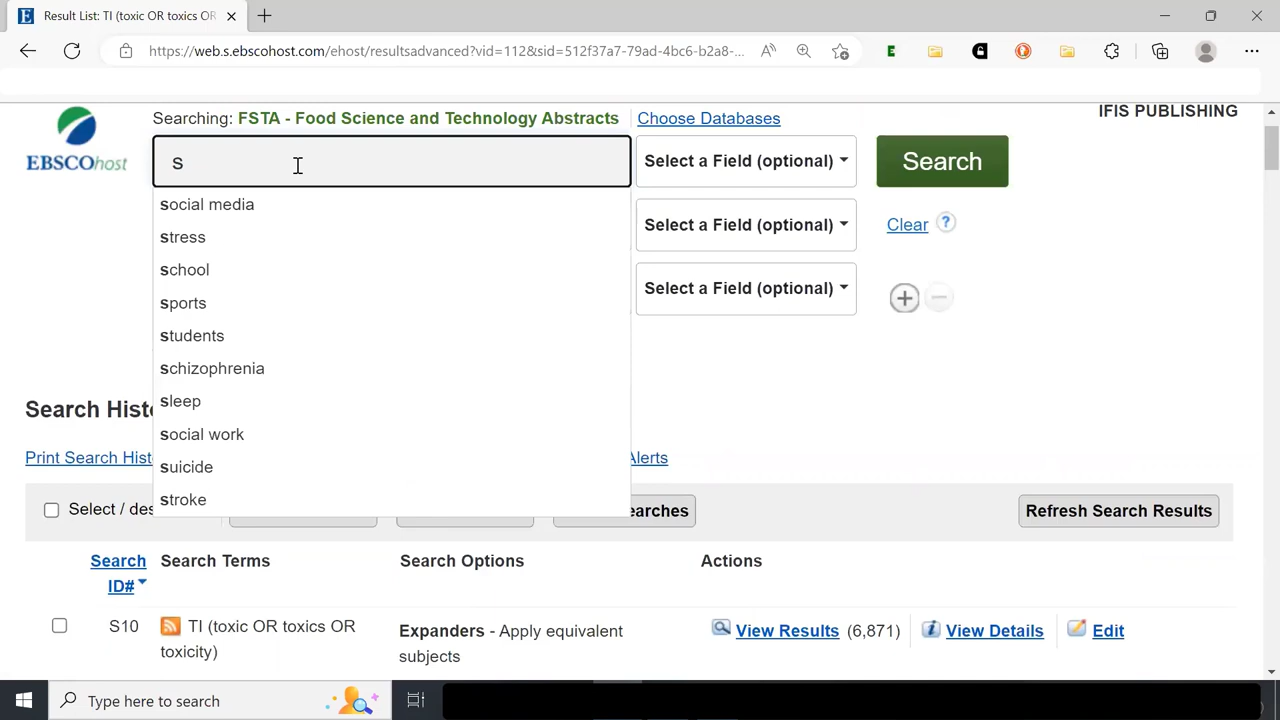 Result List: TI (toxic OR toxics OR
https://web.s.ebscohost.com/ehost/resultsadvanced?vid=112&sid=512f37a7-79ad-4bc6-b2a8-...
IFIS PUBLISHING
Searching: FSTA - Food Science and Technology Abstracts
Choose Databases
EBSCOhost
S
Select a Field (optional)
Search
social media
stress
school
sports
students
schizophrenia
sleep
social work
suicide
stroke
Select a Field (optional)
Clear
?
Select a Field (optional)
Search Histo
Print Search Histo
Alerts
Select / des
earches
Refresh Search Results
Search ID#
Search Terms
Search Options
Actions
S10
TI (toxic OR toxics OR
toxicity)
Expanders - Apply equivalent
subjects
View Results (6,871)
View Details
Edit
Type here to search